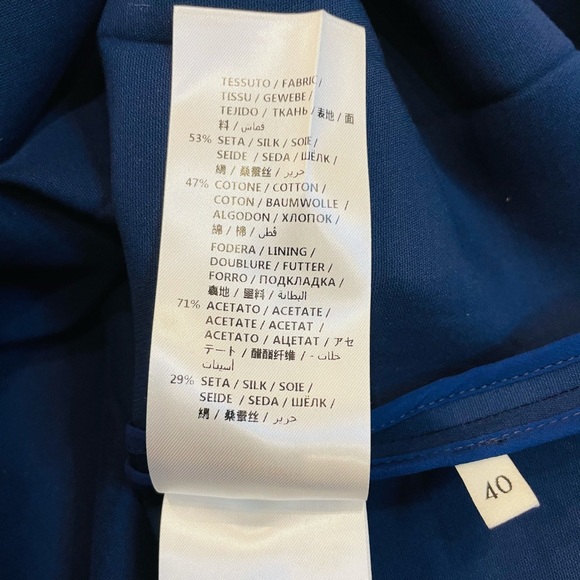 TESSUTO / FABRIC /
TISSU / GEWEBE /
TEJIDO / ТКАНЬ / 表地 / 面
料 / قماش /
53% SETA / SILK / SOIE /
SEIDE / SEDA / ШЁЛК /
絹 / 桑蚕丝 / حرير /
47% COTONE / COTTON /
COTON / BAUMWOLLE /
ALGODON / ХЛОПОК /
綿 / 棉 / قطن /
FODERA / LINING /
DOUBLURE / FUTTER /
FORRO / ПОДКЛАДКА /
裏地 / 里料 / البطانة /
71% ACETATO / ACETATE /
ACETATE / ACETAT /
ACETATO / АЦЕТАТ / アセ
テート / 醋酯纤维 / - خلات
أسيتات
29% SETA / SILK / SOIE /
SEIDE / SEDA / ШЁЛК /
絹 / 桑蚕丝 / حرير /
40